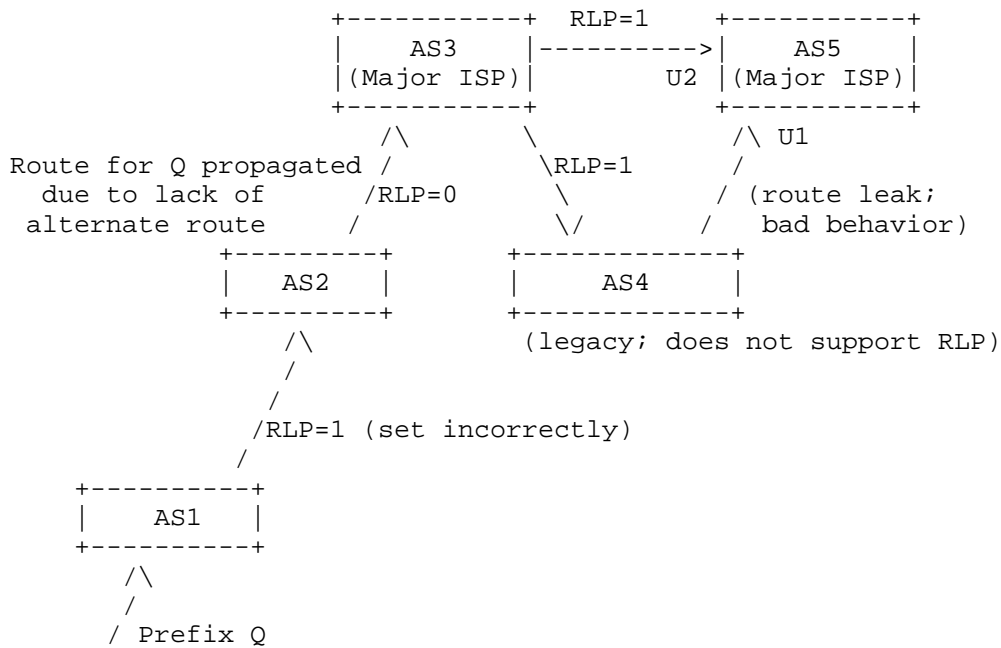 RLP=1
AS3 AS5
(Major ISP) U2 (Major ISP)
U1
Route for Q propagated
RLP=1
due to lack of RLP=0 (route leak;
alternate route bad behavior)
AS2 AS4
(legacy; does not support RLP)
RLP=1 (set incorrectly)
AS1
Prefix Q